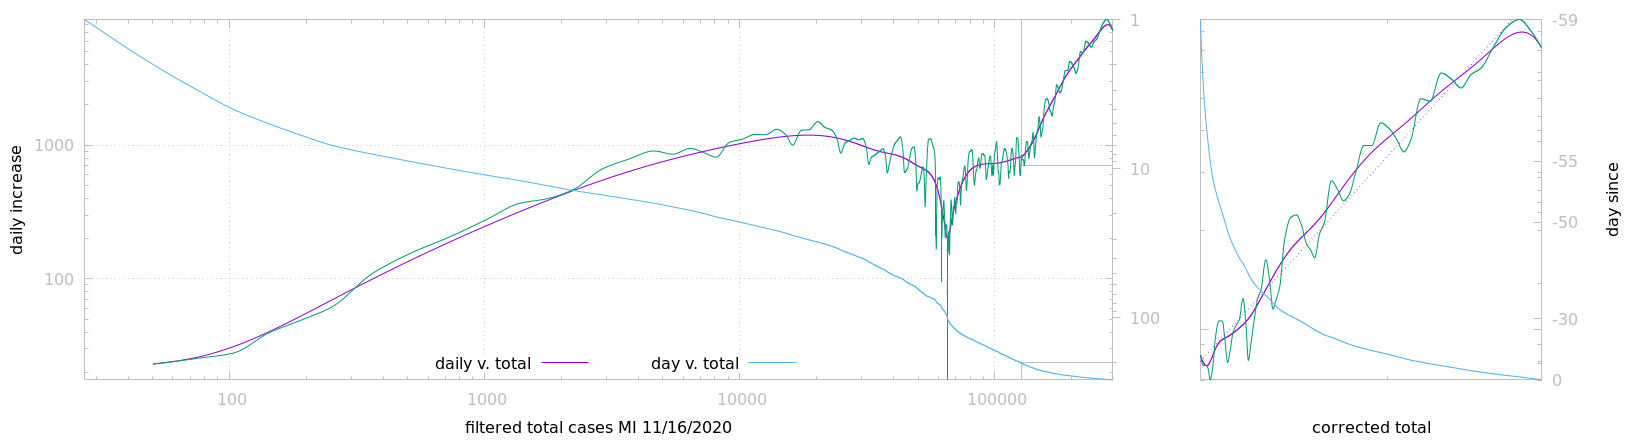 daily increase
1000
100
daily v. total
day v. total
1
10
100
100
1000
10000
100000
filtered total cases MI 11/16/2020
-59
-55
-50
-30
0
day since
corrected total